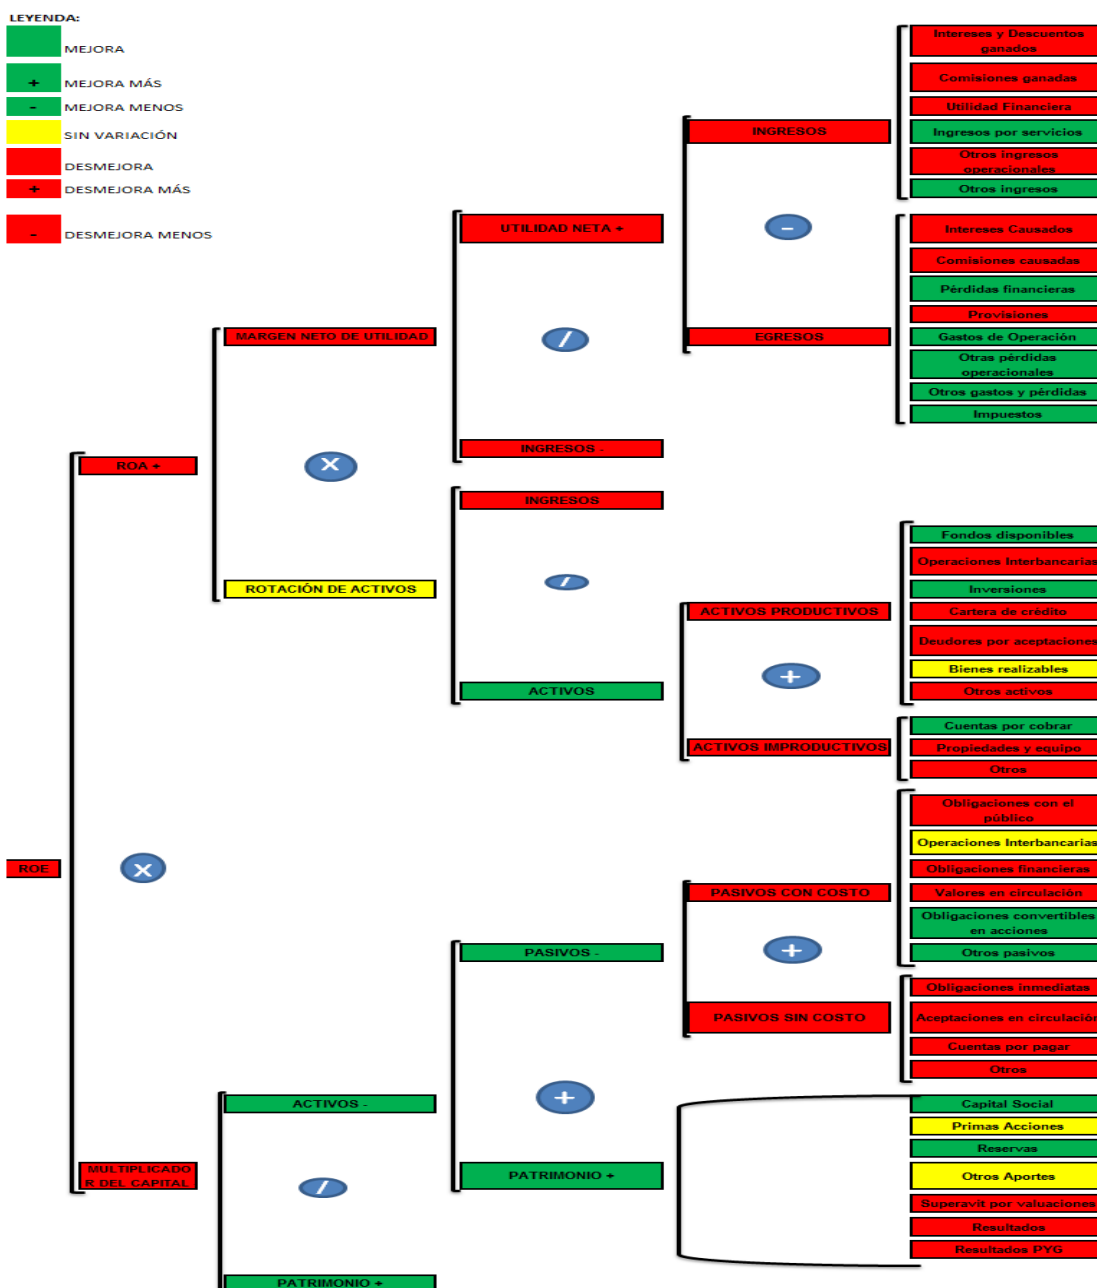 LEYENDA:
MEJORA
+ MEJORA MÁS
- MEJORA MENOS
SIN VARIACIÓN
DESMEJORA
+ DESMEJORA MÁS
- DESMEJORA MENOS
Intereses y Descuentos
ganados
Comisiones ganadas
Utilidad Financiera
INGRESOS
Ingresos por servicios
Otros ingresos
operacionales
Otros ingresos
UTILIDAD NETA +
-
Intereses Causados
Comisiones causadas
Pérdidas financieras
Provisiones
MARGEN NETO DE UTILIDAD
/
EGRESOS
Gastos de Operación
Otras pérdidas
operacionales
Otros gastos y pérdidas
Impuestos
INGRESOS -
ROA +
X
INGRESOS
Fondos disponibles
Operaciones Interbancarias
ROTACIÓN DE ACTIVOS
/
Inversiones
ACTIVOS PRODUCTIVOS
Cartera de crédito
Deudores por aceptaciones
+
Bienes realizables
ACTIVOS
Otros activos
Cuentas por cobrar
ACTIVOS IMPRODUCTIVOS
Propiedades y equipo
Otros
Obligaciones con el
público
Operaciones Interbancarias
ROE
X
Obligaciones financieras
PASIVOS CON COSTO
Valores en circulación
Obligaciones convertibles
en acciones
PASIVOS -
+
Otros pasivos
Obligaciones inmediatas
PASIVOS SIN COSTO
Aceptaciones en circulación
Cuentas por pagar
Otros
ACTIVOS -
+
Capital Social
Primas Acciones
Reservas
MULTIPLICADO
R DEL CAPITAL
/
PATRIMONIO +
Otros Aportes
Superavit por valuaciones
Resultados
Resultados PYG
PATRIMONIO +